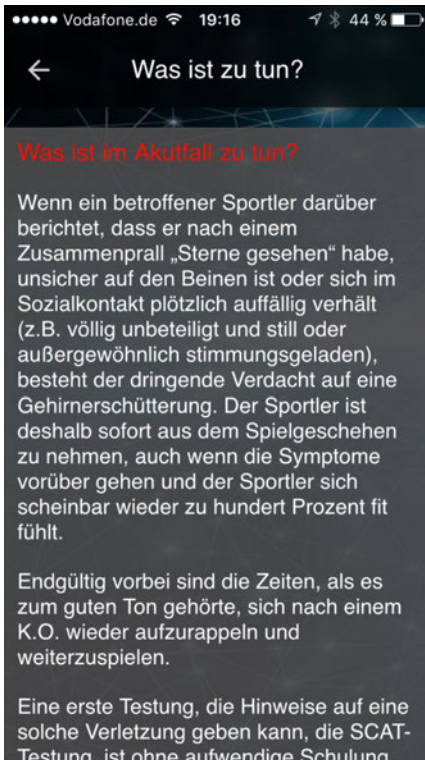 Vodafone.de 19:16 44 %
Was ist zu tun?
Was ist im Akutfall zu tun?
Wenn ein betroffener Sportler darüber
berichtet, dass er nach einem
Zusammenprall „Sterne gesehen“ habe,
unsicher auf den Beinen ist oder sich im
Sozialkontakt plötzlich auffällig verhält
(z.B. völlig unbeteiligt und still oder
außergewöhnlich stimmungsgeladen),
besteht der dringende Verdacht auf eine
Gehirnerschütterung. Der Sportler ist
deshalb sofort aus dem Spielgeschehen
zu nehmen, auch wenn die Symptome
vorüber gehen und der Sportler sich
scheinbar wieder zu hundert Prozent fit
fühlt.
Endgültig vorbei sind die Zeiten, als es
zum guten Ton gehörte, sich nach einem
K.O. wieder aufzurappeln und
weiterzuspielen.
Eine erste Testung, die Hinweise auf eine
solche Verletzung geben kann, die SCAT-
Testung, ist ohne aufwendige Schulung